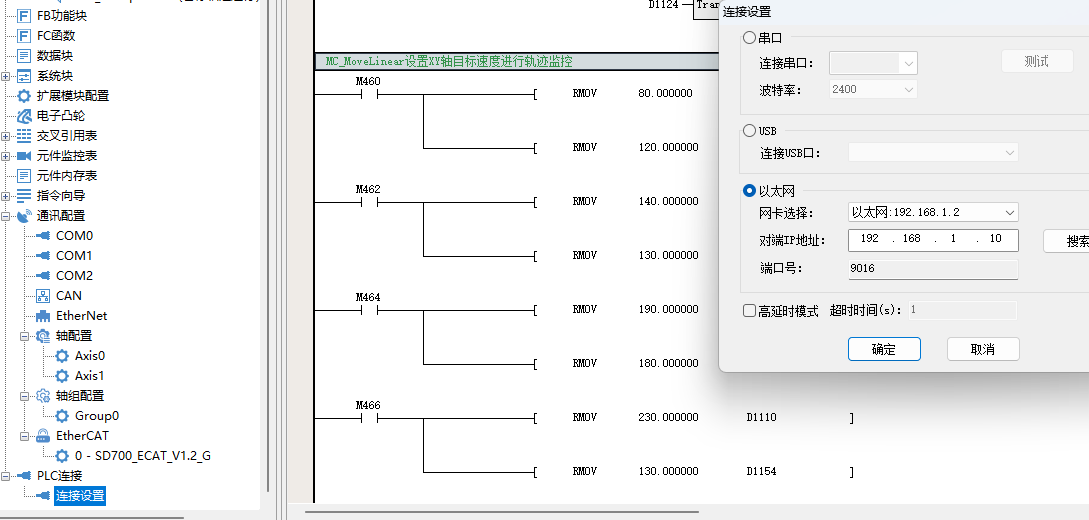 FB功能块
FC函数
数据块
系统块
扩展模块配置
电子凸轮
交叉引用表
元件监控表
元件内存表
指令向导
通讯配置
COM0
COM1
COM2
CAN
EtherNet
轴配置
Axis0
Axis1
轴组配置
Group0
EtherCAT
0 - SD700_ECAT_V1.2_G
PLC连接
连接设置
D1124
Tran
MC_MoveLinear设置XY轴目标速度进行轨迹监控
M460
[ RMOV 80.000000
[ RMOV 120.000000
M462
[ RMOV 140.000000
[ RMOV 130.000000
M464
[ RMOV 190.000000
[ RMOV 180.000000
M466
[ RMOV 230.000000 D1110 ]
[ RMOV 130.000000 D1154 ]
连接设置
串口
连接串口:
测试
波特率: 2400
USB
连接USB口:
以太网
网卡选择: 以太网:192.168.1.2
对端IP地址: 192 . 168 . 1 . 10
搜索
端口号: 9016
高延时模式 超时时间(s): 1
确定 取消